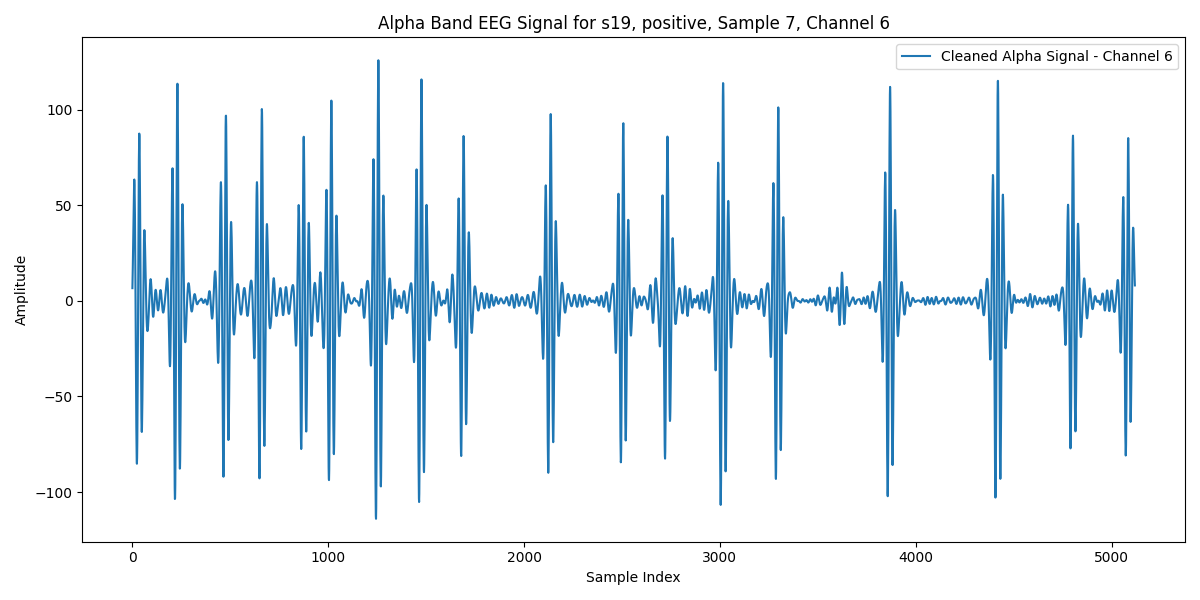 Alpha Band EEG Signal for s19, positive, Sample 7, Channel 6
Cleaned Alpha Signal - Channel 6
Amplitude
100
50
0
−50
−100
0 1000 2000 3000 4000 5000
Sample Index